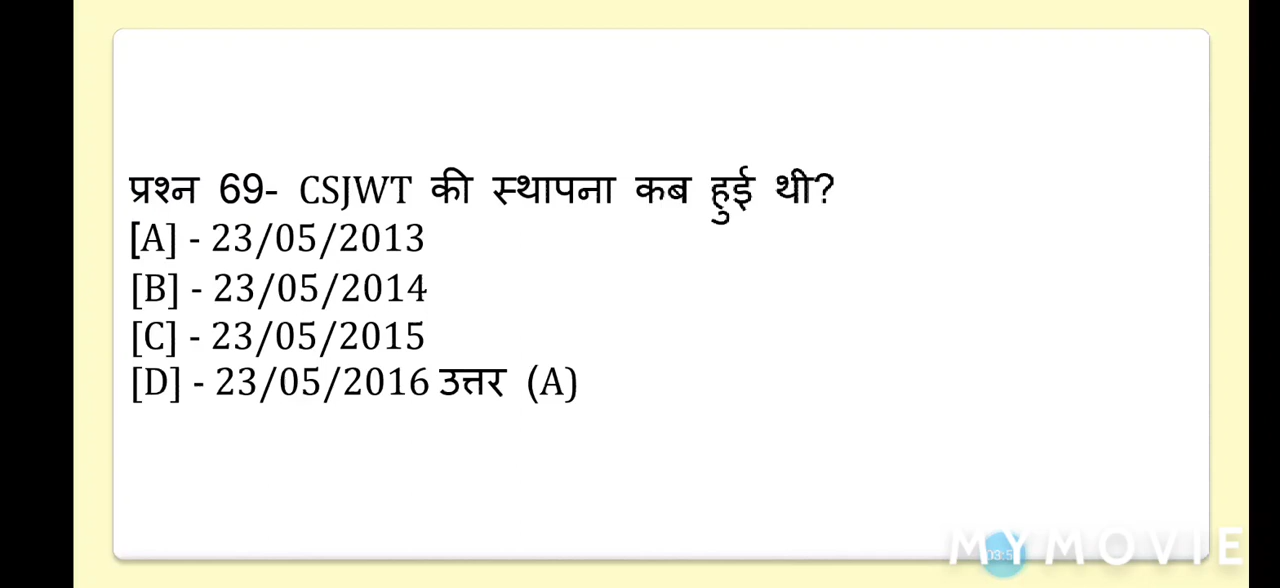 प्रश्न 69- CSJWT की स्थापना कब हुई थी?
[A] - 23/05/2013
[B] - 23/05/2014
[C] - 23/05/2015
[D] - 23/05/2016 उत्तर (A)
MYMOVIE